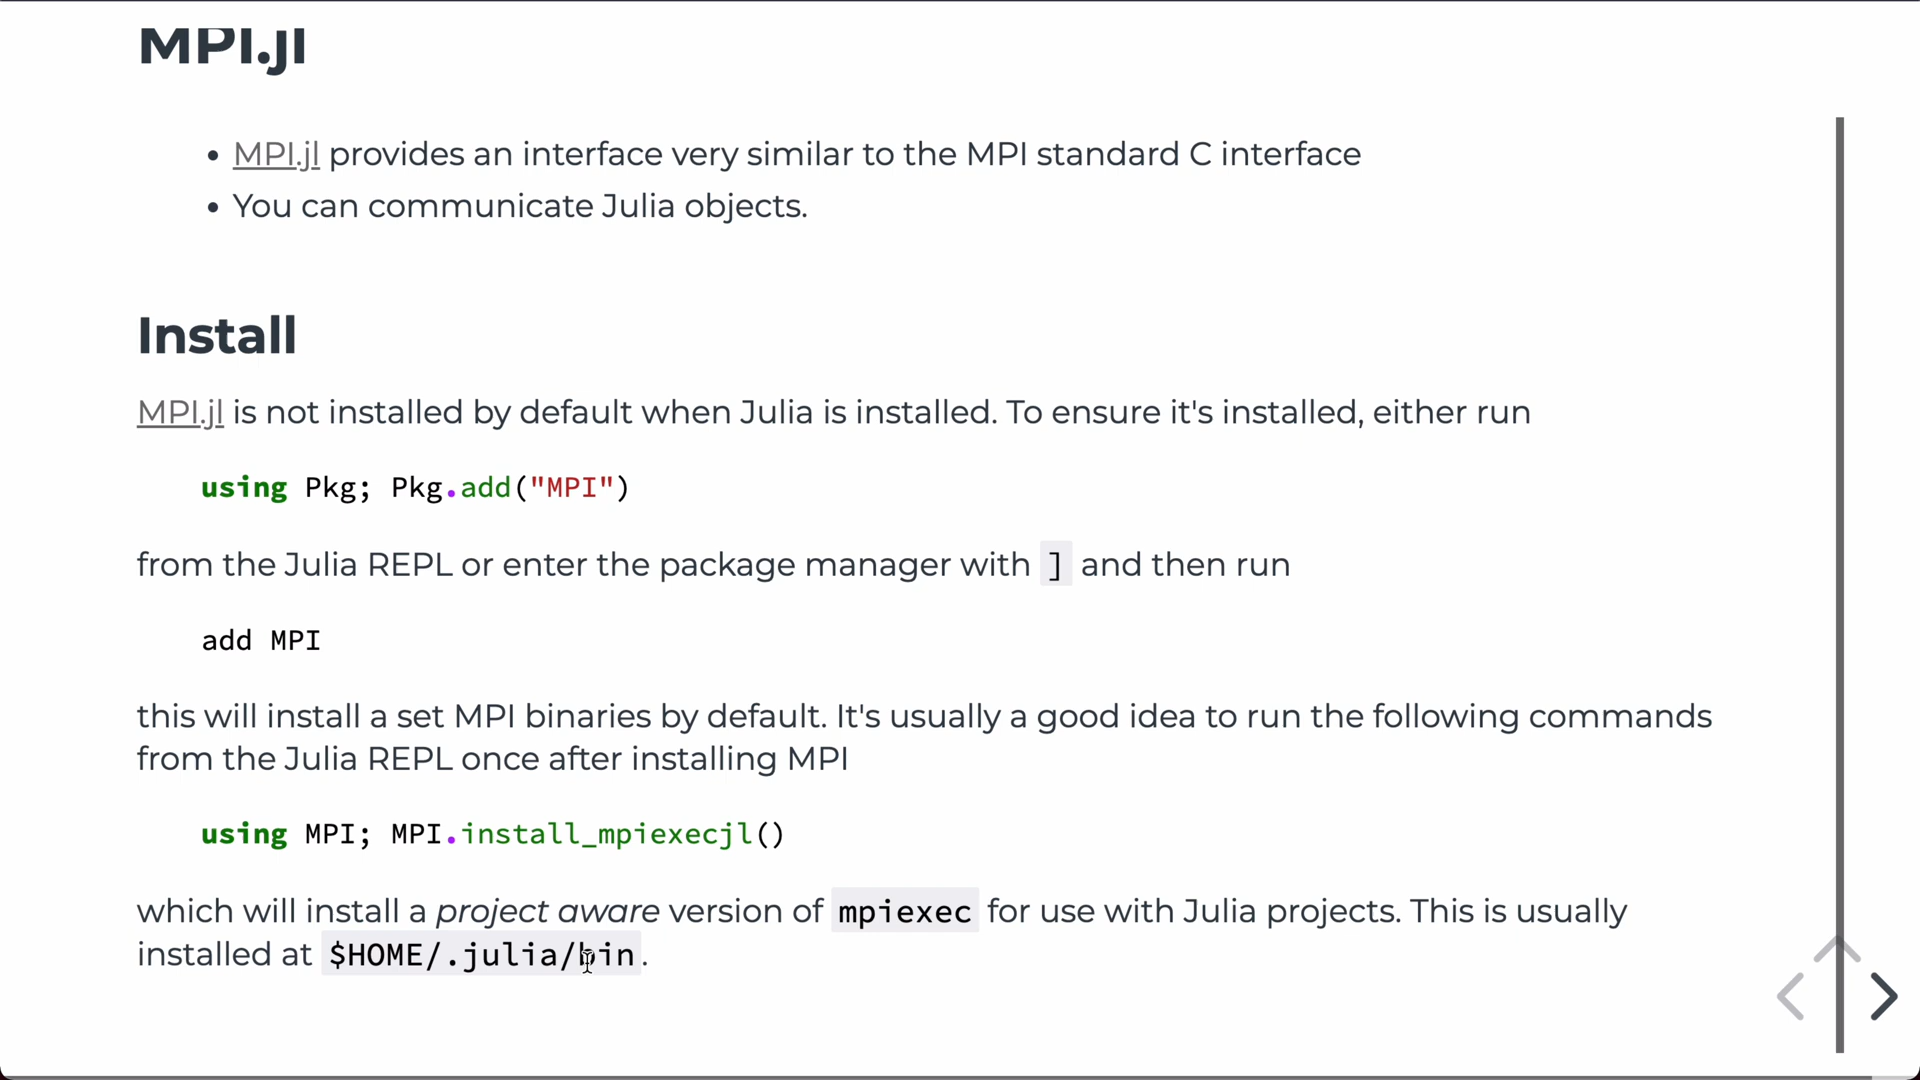 MPI.jl
• MPI.jl provides an interface very similar to the MPI standard C interface
• You can communicate Julia objects.
Install
MPI.jl is not installed by default when Julia is installed. To ensure it's installed, either run
using Pkg; Pkg.add("MPI")
from the Julia REPL or enter the package manager with ] and then run
add MPI
this will install a set MPI binaries by default. It's usually a good idea to run the following commands
from the Julia REPL once after installing MPI
using MPI; MPI.install_mpiexecjl()
which will install a project aware version of mpiexec for use with Julia projects. This is usually
installed at $HOME/.julia/bin.